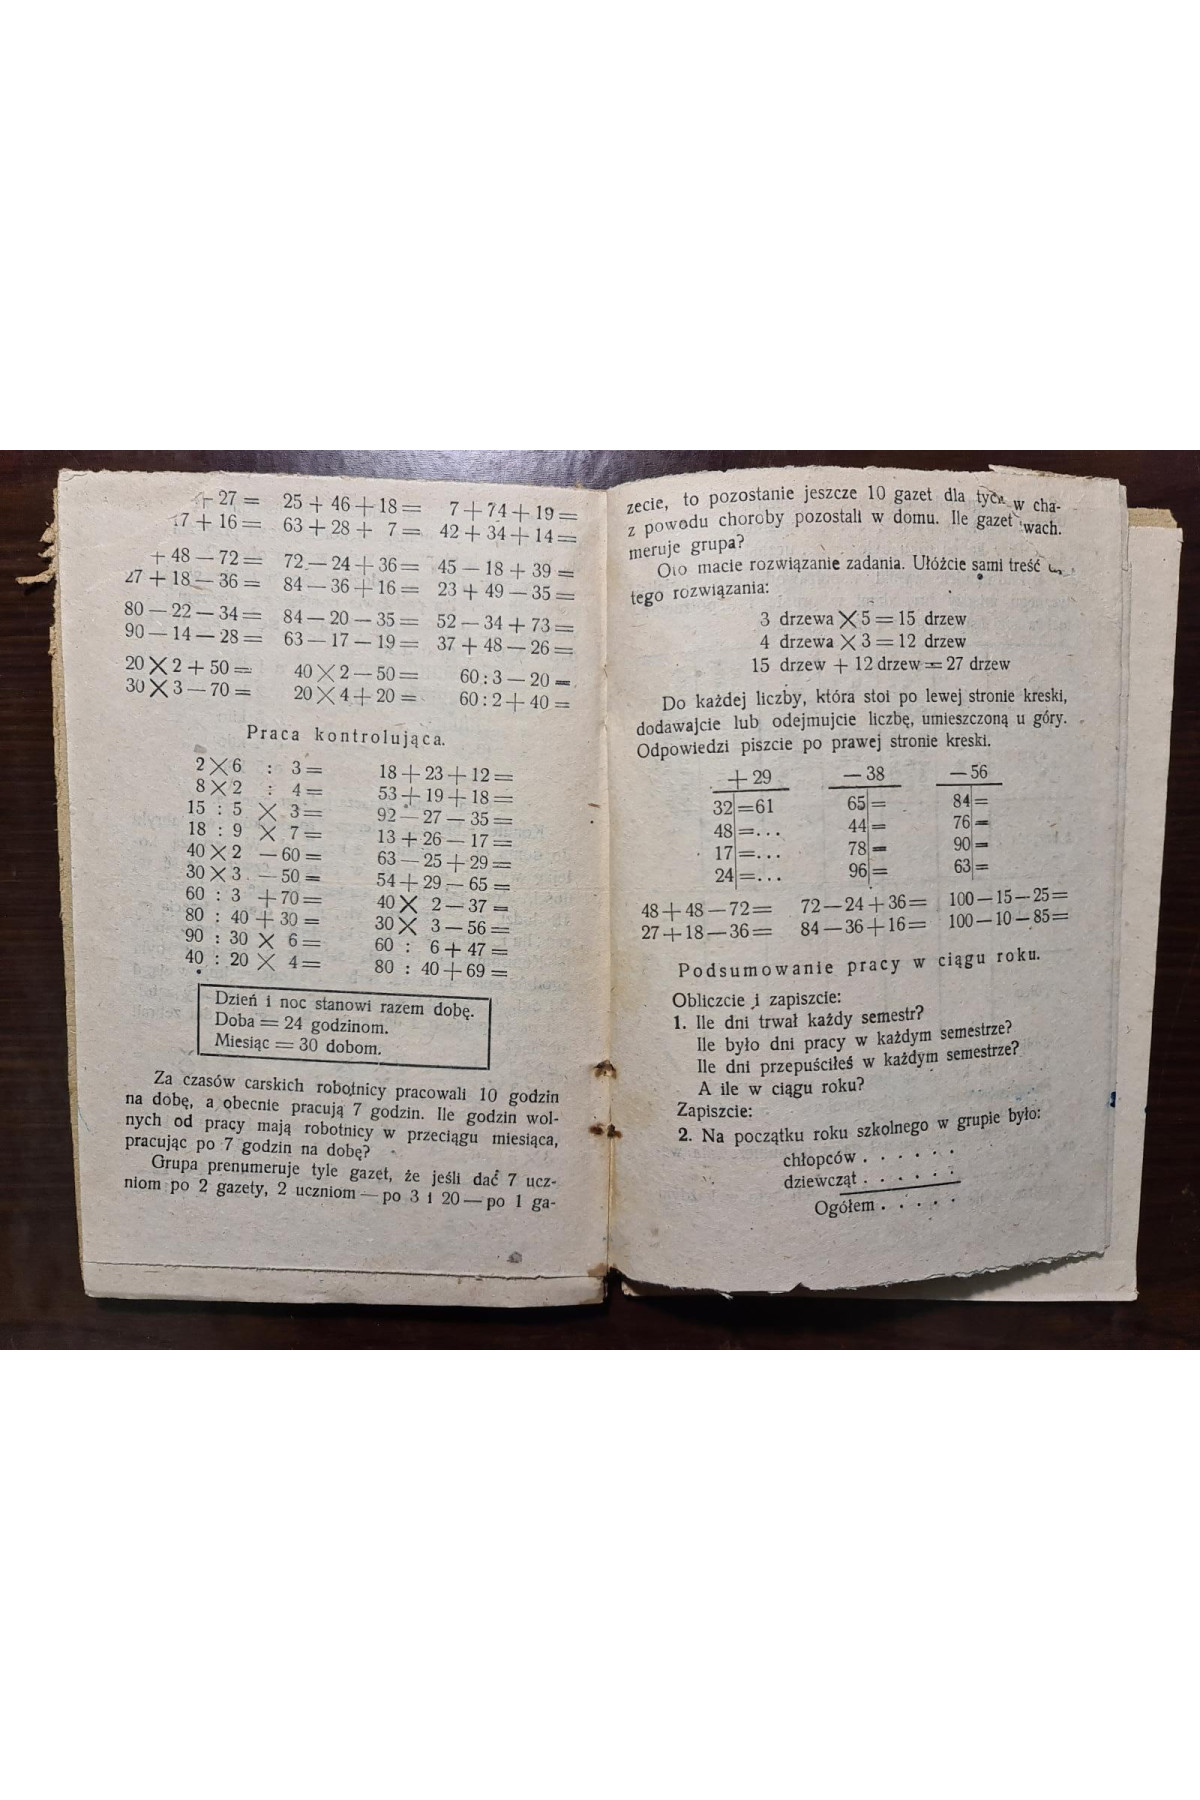 + 27 = 25 + 46 + 18 = 7 + 74 + 19 =
7 + 16 = 63 + 28 + 7 = 42 + 34 + 14 =
+ 48 — 72 = 72 — 24 + 36 = 45 — 18 + 39 =
27 + 18 — 36 = 84 — 36 + 16 = 23 + 49 — 35 =
80 — 22 — 34 = 84 — 20 — 35 = 52 — 34 + 73 =
90 — 14 — 28 = 63 — 17 — 19 = 37 + 48 — 26 =
20 × 2 + 50 = 40 × 2 — 50 = 60 : 3 — 20 =
30 × 3 — 70 = 20 × 4 + 20 = 60 : 2 + 40 =
Praca kontrolująca.
2 × 6 : 3 = 18 + 23 + 12 =
8 × 2 : 4 = 53 + 19 + 18 =
15 : 5 × 3 = 92 — 27 — 35 =
18 : 9 × 7 = 13 + 26 — 17 =
40 × 2 — 60 = 63 — 25 + 29 =
30 × 3 — 50 = 54 + 29 — 65 =
60 : 3 + 70 = 40 × 2 — 37 =
80 : 40 + 30 = 30 × 3 — 56 =
90 : 30 × 6 = 60 : 6 + 47 =
40 : 20 × 4 = 80 : 40 + 69 =
Dzień i noc stanowi razem dobę.
Doba = 24 godzinom.
Miesiąc = 30 dobom.
Za czasów carskich robotnicy pracowali 10 godzin
na dobę, a obecnie pracują 7 godzin. Ile godzin wol-
nych od pracy mają robotnicy w przeciągu miesiąca,
pracując po 7 godzin na dobę?
Grupa prenumeruje tyle gazet, że jeśli dać 7 ucz-
niom po 2 gazety, 2 uczniom — po 3 i 20 — po 1 ga-
zecie, to pozostanie jeszcze 10 gazet dla tych w cha-
z powodu choroby pozostali w domu. Ile gazet wach.
meruje grupa?
Oto macie rozwiązanie zadania. Ułóżcie sami treść
tego rozwiązania:
3 drzewa × 5 = 15 drzew
4 drzewa × 3 = 12 drzew
15 drzew + 12 drzew = 27 drzew
Do każdej liczby, która stoi po lewej stronie kreski,
dodawajcie lub odejmujcie liczbę, umieszczoną u góry.
Odpowiedzi piszcie po prawej stronie kreski.
+ 29 — 38 — 56
32 | = 61 65 | = 84 | =
48 | = ... 44 | = 76 | =
17 | = ... 78 | = 90 | =
24 | = ... 96 | = 63 | =
48 + 48 — 72 = 72 — 24 + 36 = 100 — 15 — 25 =
27 + 18 — 36 = 84 — 36 + 16 = 100 — 10 — 85 =
Podsumowanie pracy w ciągu roku.
Obliczcie i zapiszcie:
1. Ile dni trwał każdy semestr?
Ile było dni pracy w każdym semestrze?
Ile dni przepuściłeś w każdym semestrze?
A ile w ciągu roku?
Zapiszcie:
2. Na początku roku szkolnego w grupie było:
chłopców . . . . . .
dziewcząt . . . . . .
Ogółem . . . . .